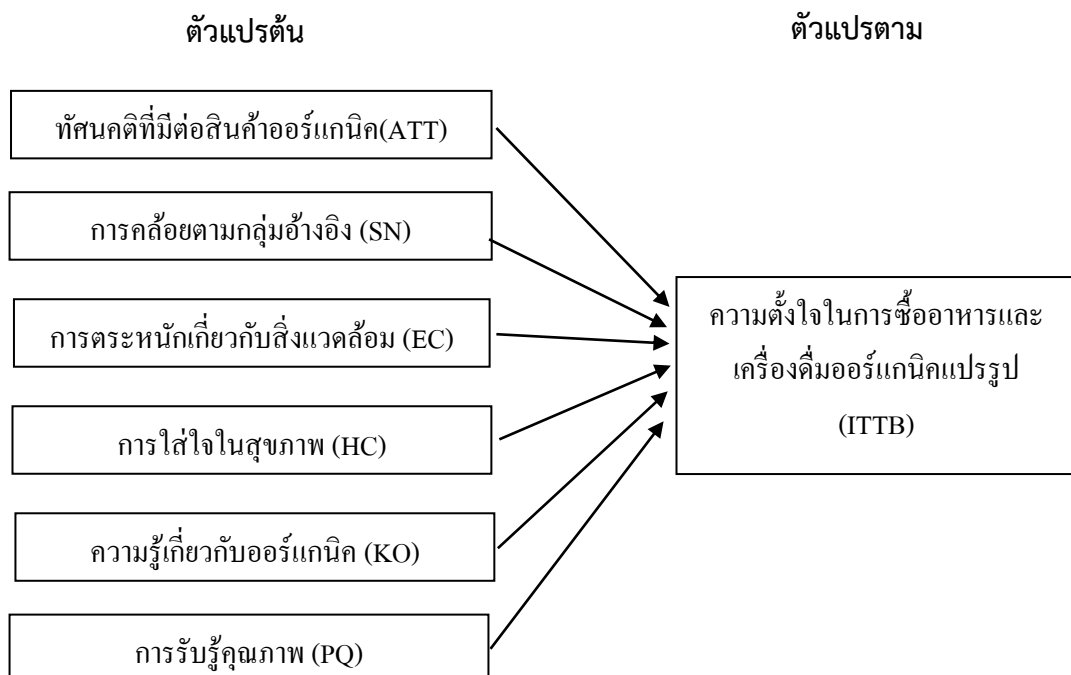 ตัวแปรต้น
ตัวแปรตาม
ทัศนคติที่มีต่อสินค้าออร์แกนิค(ATT)
การคล้อยตามกลุ่มอ้างอิง (SN)
การตระหนักเกี่ยวกับสิ่งแวดล้อม (EC)
การใส่ใจในสุขภาพ (HC)
ความรู้เกี่ยวกับออร์แกนิค (KO)
การรับรู้คุณภาพ (PQ)
ความตั้งใจในการซื้ออาหารและ
เครื่องดื่มออร์แกนิคแปรรูป
(ITTB)